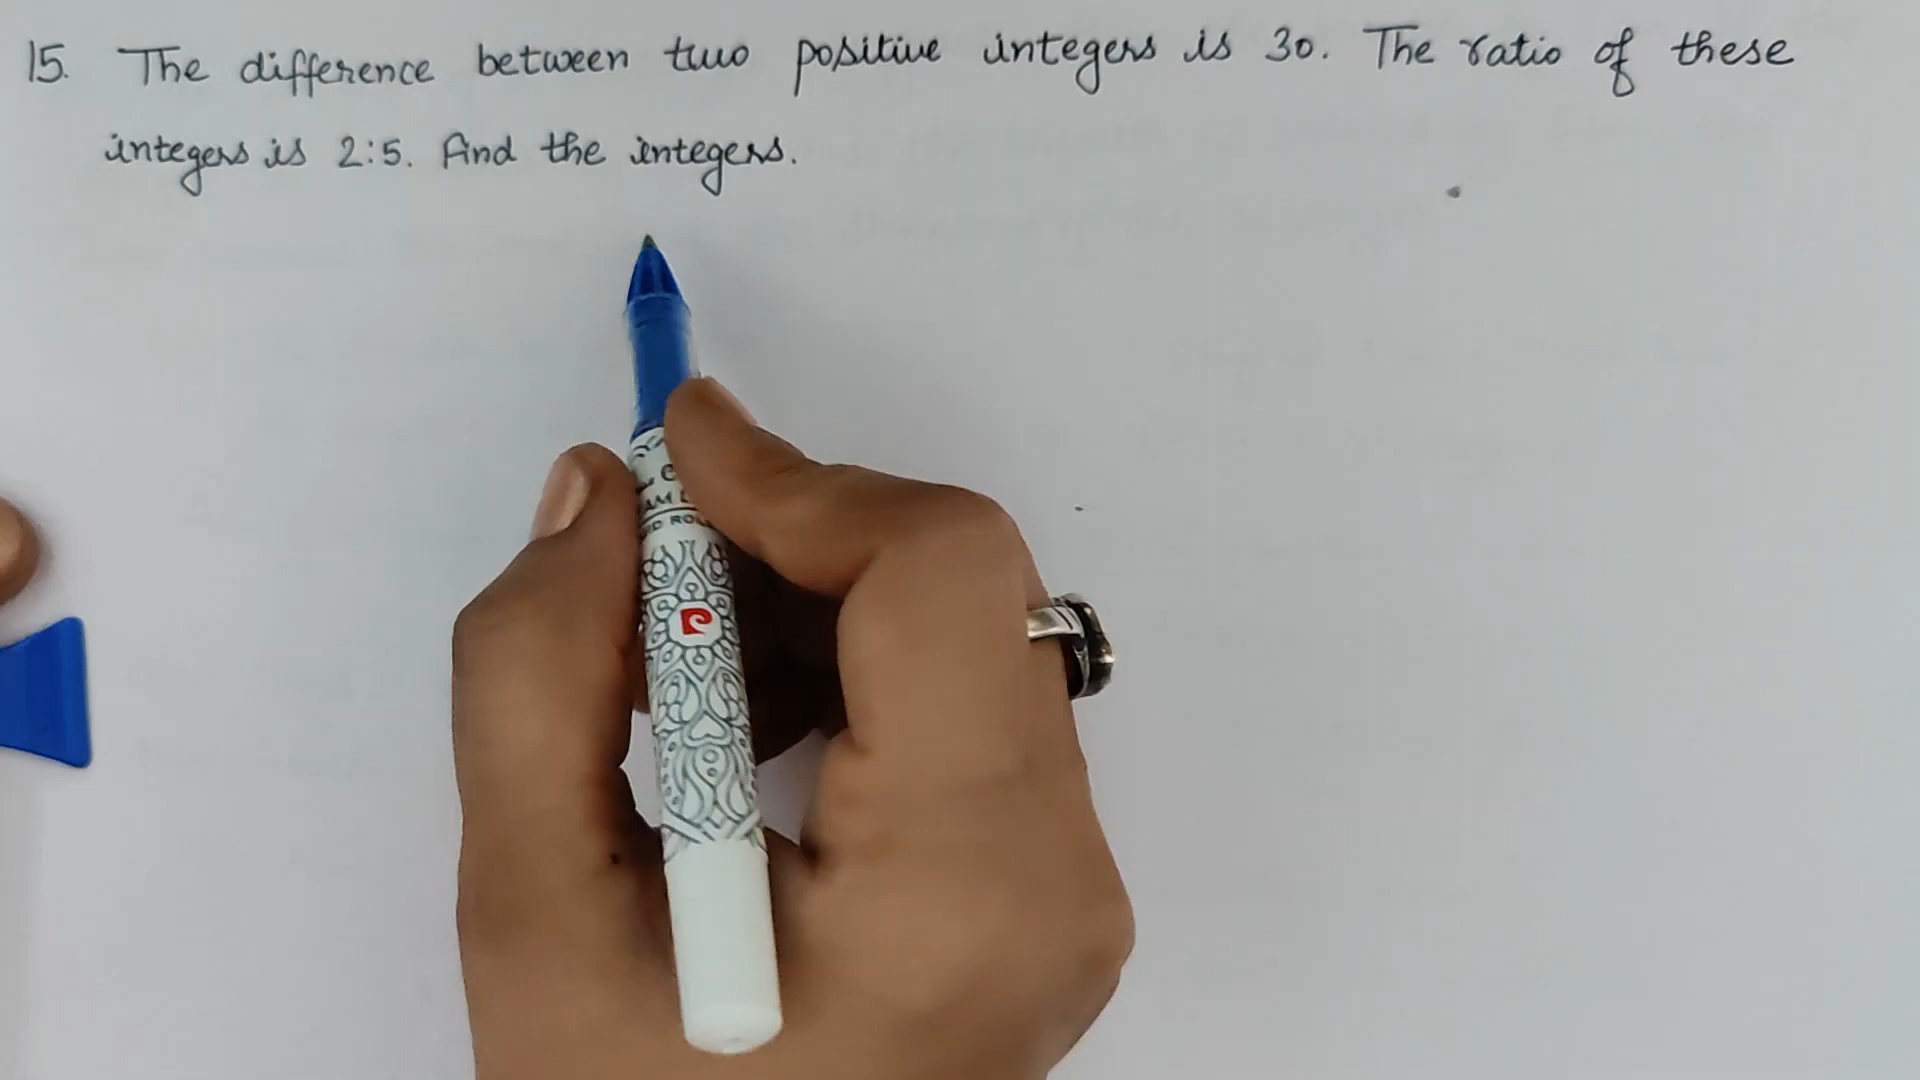 15. The difference between two positive integers is 30. The ratio of these
integers is 2:5. Find the integers.